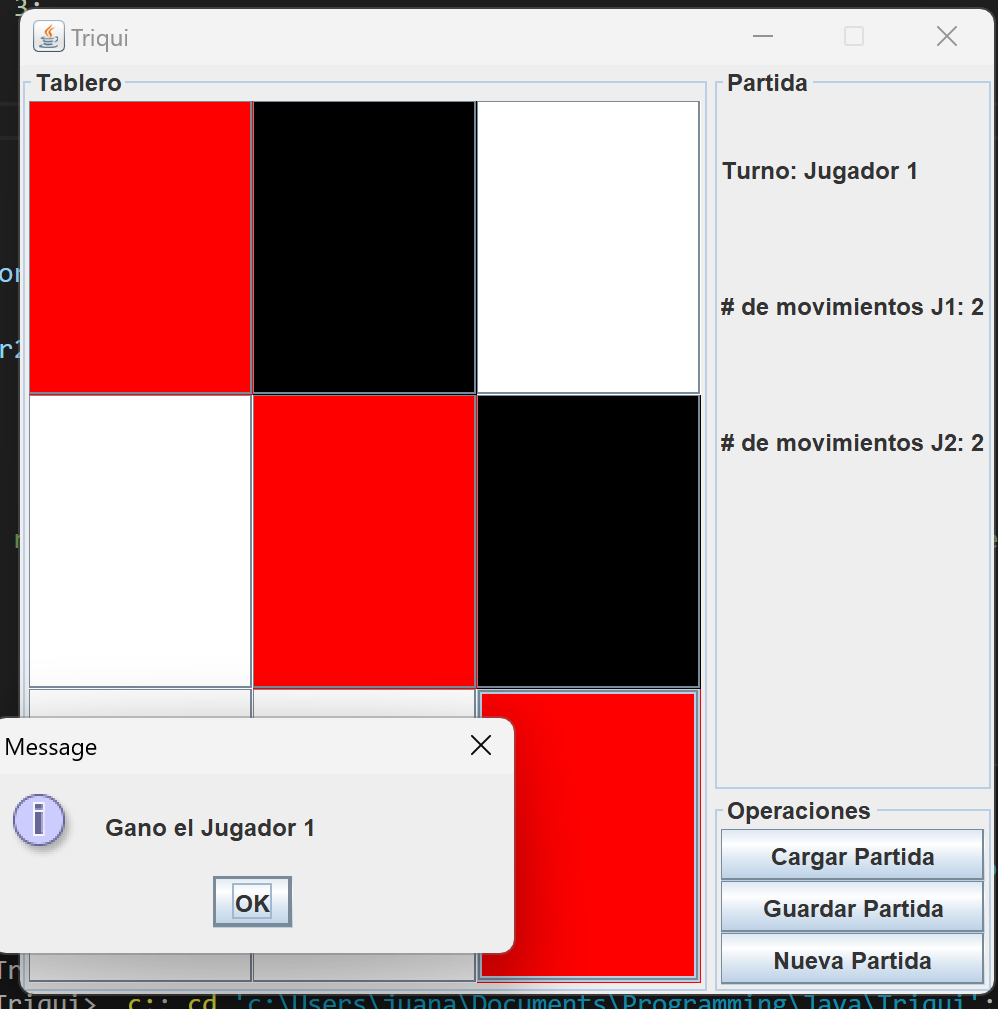 3:
Triqui
Tablero
Partida
Turno: Jugador 1
# de movimientos J1: 2
# de movimientos J2: 2
Message
Gano el Jugador 1
OK
Operaciones
Cargar Partida
Guardar Partida
Nueva Partida
Triqui> c:; cd 'c:\Users\juana\Documents\Programming\Java\Triqui';